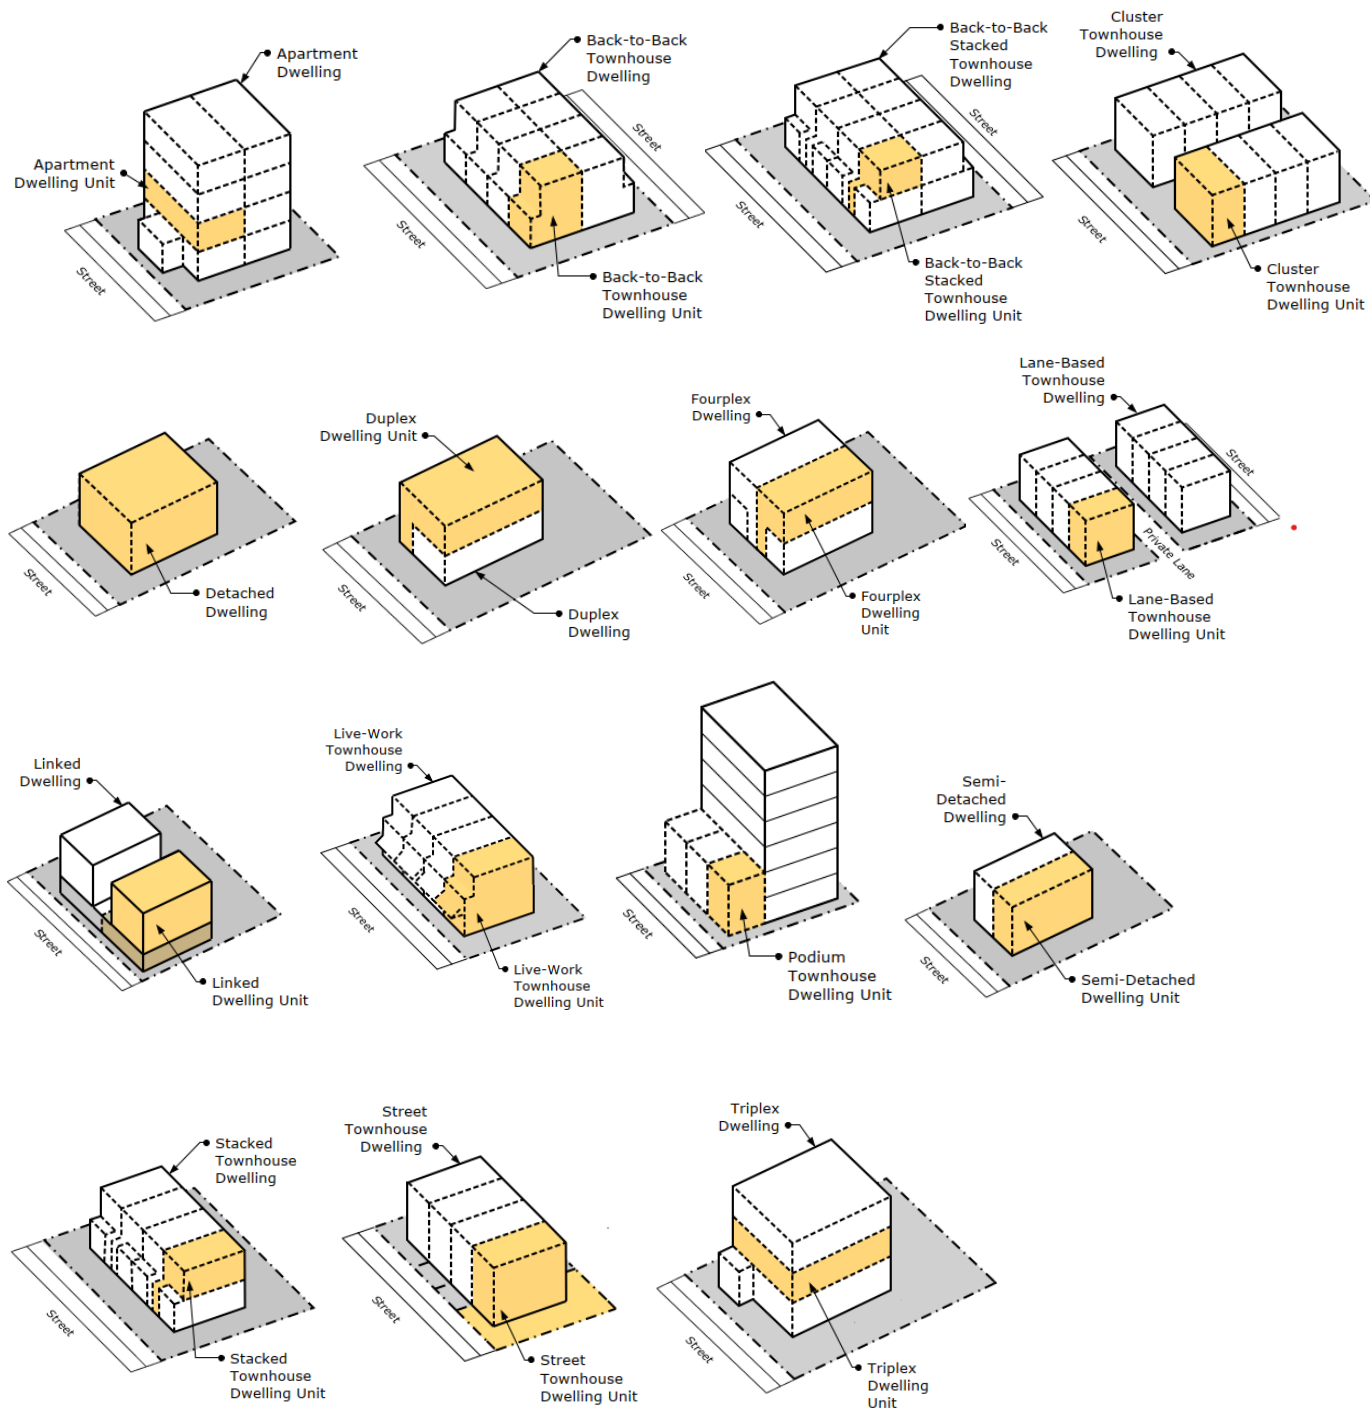 Apartment
Dwelling
Apartment
Dwelling Unit
Street
Back-to-Back
Townhouse
Dwelling
Street
Street
Back-to-Back
Townhouse
Dwelling Unit
Back-to-Back
Stacked
Townhouse
Dwelling
Street
Street
Back-to-Back
Stacked
Townhouse
Dwelling Unit
Cluster
Townhouse
Dwelling
Street
Cluster
Townhouse
Dwelling Unit
Street
Detached
Dwelling
Duplex
Dwelling Unit
Street
Duplex
Dwelling
Fourplex
Dwelling
Street
Fourplex
Dwelling
Unit
Lane-Based
Townhouse
Dwelling
Street
Street
Private Lane
Lane-Based
Townhouse
Dwelling Unit
Linked
Dwelling
Street
Linked
Dwelling Unit
Live-Work
Townhouse
Dwelling
Street
Live-Work
Townhouse
Dwelling Unit
Street
Podium
Townhouse
Dwelling Unit
Semi-
Detached
Dwelling
Street
Semi-Detached
Dwelling Unit
Stacked
Townhouse
Dwelling
Street
Stacked
Townhouse
Dwelling Unit
Street
Townhouse
Dwelling
Street
Street
Townhouse
Dwelling Unit
Triplex
Dwelling
Street
Triplex
Dwelling
Unit